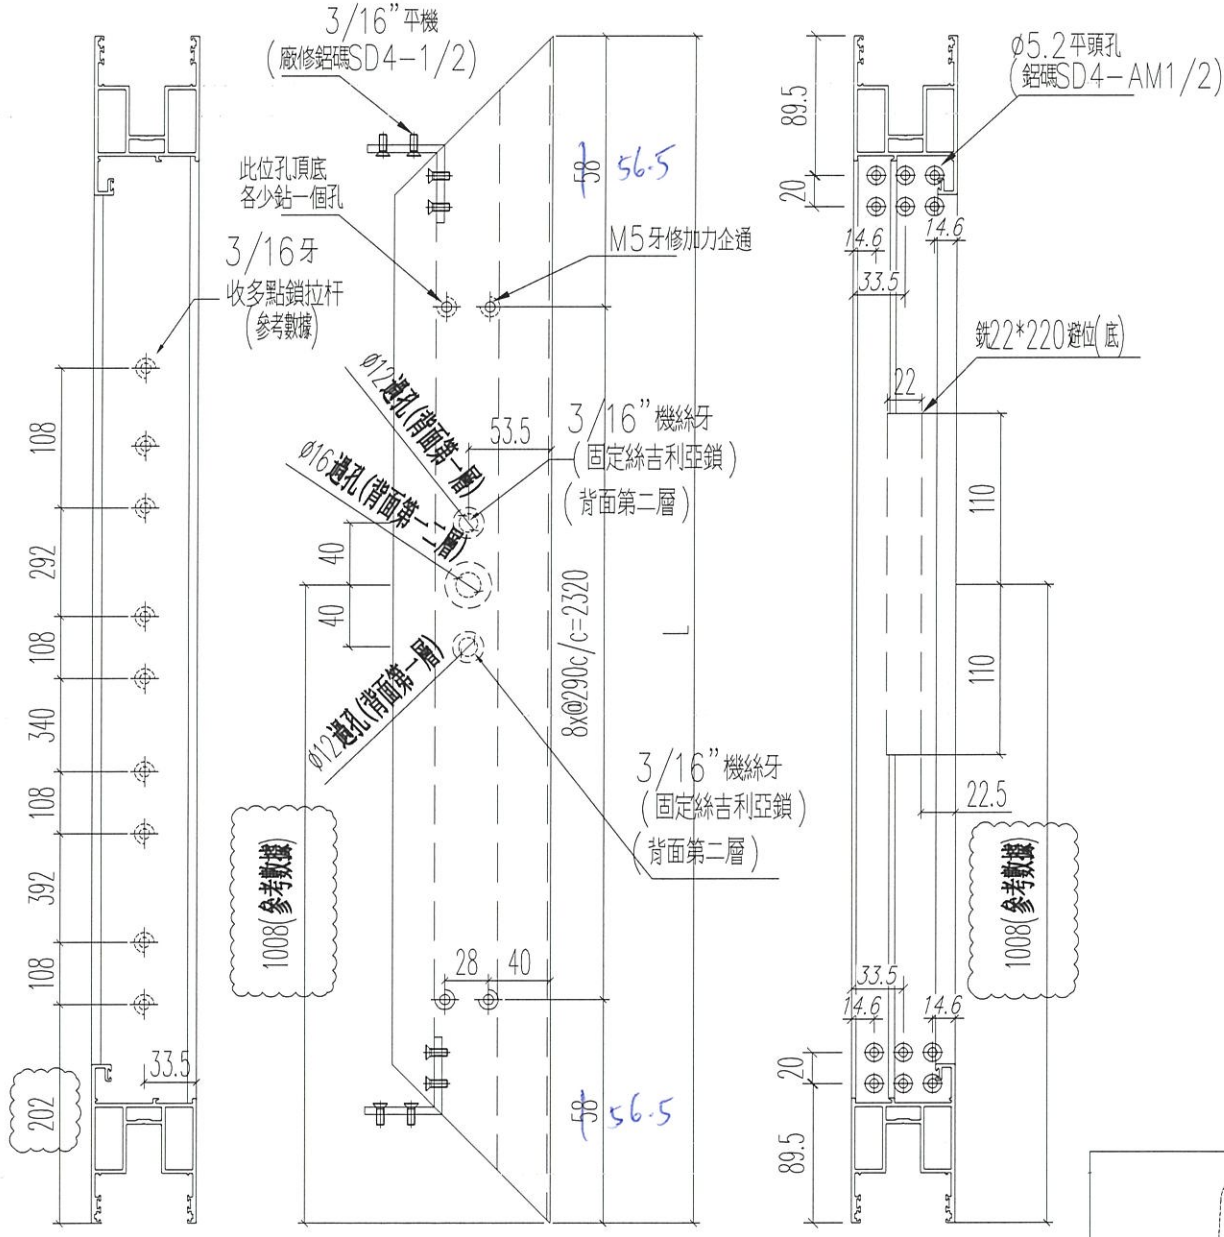 3/16”平機
(廠修鋁碼SD4-1/2)
此位孔頂底
各少鉆一個孔
3/16牙
收多點鎖拉杆
(參考數據)
108
292
108
340
108
392
108
202
33.5
58 56.5
M5牙修加力企通
ø12過孔(背面第一層)
ø16過孔(背面第一二層)
53.5
3/16”機絲牙
(固定絲吉利亞鎖)
(背面第二層)
40
40
ø12過孔(背面第一層)
8x@290c/c=2320
L
3/16”機絲牙
(固定絲吉利亞鎖)
(背面第二層)
1008(參考數據)
28 40
58 56.5
ø5.2平頭孔
(鋁碼SD4-AM1/2)
89.5
20
14.6 14.6
33.5
銑22*220避位(底)
22
110
110
22.5
1008(參考數據)
33.5
14.6 14.6
20
89.5